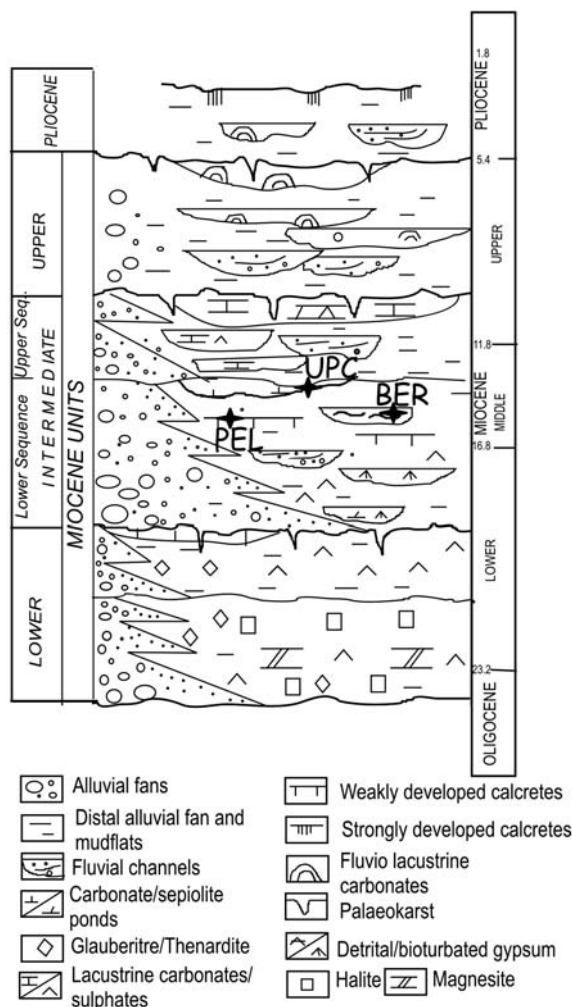 PLIOCENE
UPPER
Upper Seq.
INTERMEDIATE
Lower Sequence
LOWER
MIOCENE UNITS
UPC
BER
PEL
1.8
PLIOCENE
5.4
UPPER
11.8
MIOCENE
MIDDLE
16.8
LOWER
23.2
OLIGOCENE
Alluvial fans
Distal alluvial fan and
mudflats
Fluvial channels
Carbonate/sepiolite
ponds
Glauberitre/Thenardite
Lacustrine carbonates/
sulphates
Weakly developed calcretes
Strongly developed calcretes
Fluvio lacustrine
carbonates
Palaeokarst
Detrital/bioturbated gypsum
Halite
Magnesite